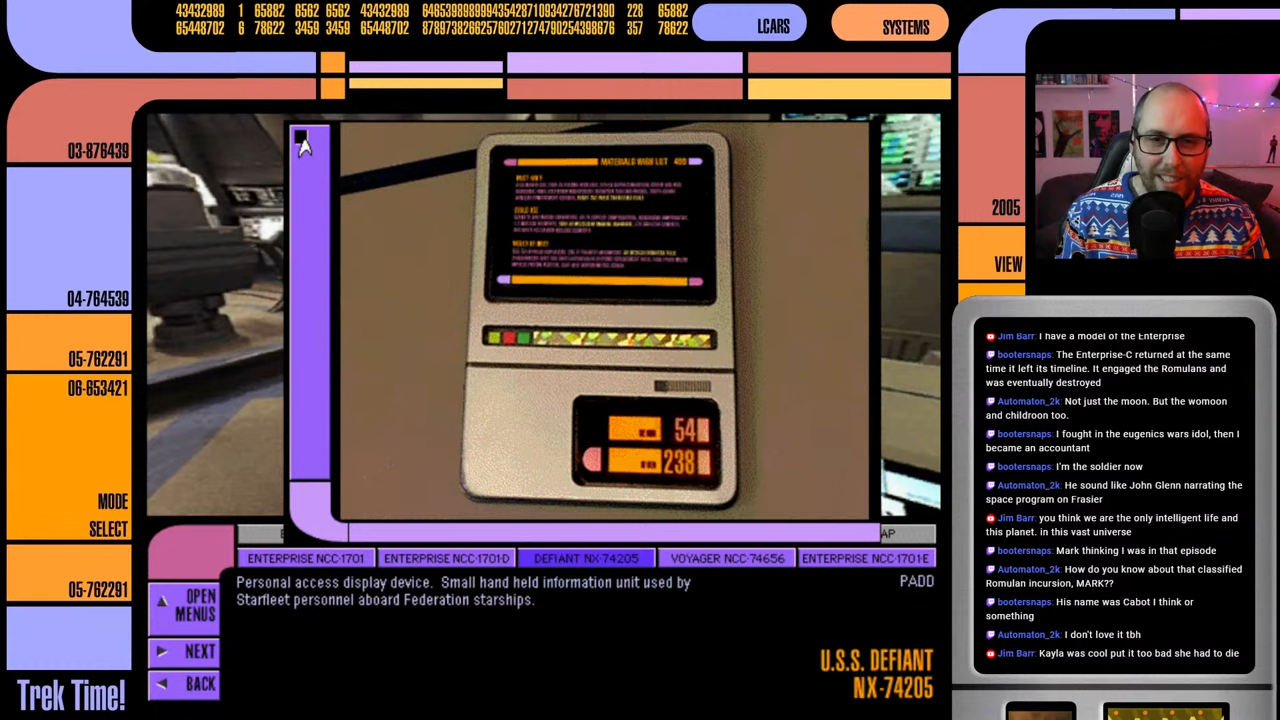 43432989 1 65882 6562 6562 43432989 64653989899943542871093427672139​0 228 65882
65448702 6 78622 3459 3459 65448702 87897382662576027127479025439867​6 357 78622
LCARS
SYSTEMS
03-876439
04-764539
05-762291
06-653421
MODE
SELECT
05-762291
Trek Time!
2005
VIEW
MATERIALS WISH LIST
54
238
AP
ENTERPRISE NCC-1701
ENTERPRISE NCC-1701-D
DEFIANT NX-74205
VOYAGER NCC-74656
ENTERPRISE NCC-1701-E
OPEN
MENUS
NEXT
BACK
Personal access display device. Small hand held information unit used by
Starfleet personnel aboard Federation starships.
PADD
U.S.S. DEFIANT
NX-74205
Jim Barr: I have a model of the Enterprise
bootersnaps: The Enterprise-C returned at the same
time it left its timeline. It engaged the Romulans and
was eventually destroyed
Automaton_2k: Not just the moon. But the womoon
and childroon too.
bootersnaps: I fought in the eugenics wars idol, then I
became an accountant
bootersnaps: I'm the soldier now
Automaton_2k: He sound like John Glenn narrating the
space program on Frasier
Jim Barr: you think we are the only intelligent life and
this planet. in this vast universe
bootersnaps: Mark thinking I was in that episode
Automaton_2k: How do you know about that classified
Romulan incursion, MARK??
bootersnaps: His name was Cabot I think or
something
Automaton_2k: I don't love it tbh
Jim Barr: Kayla was cool put it too bad she had to die